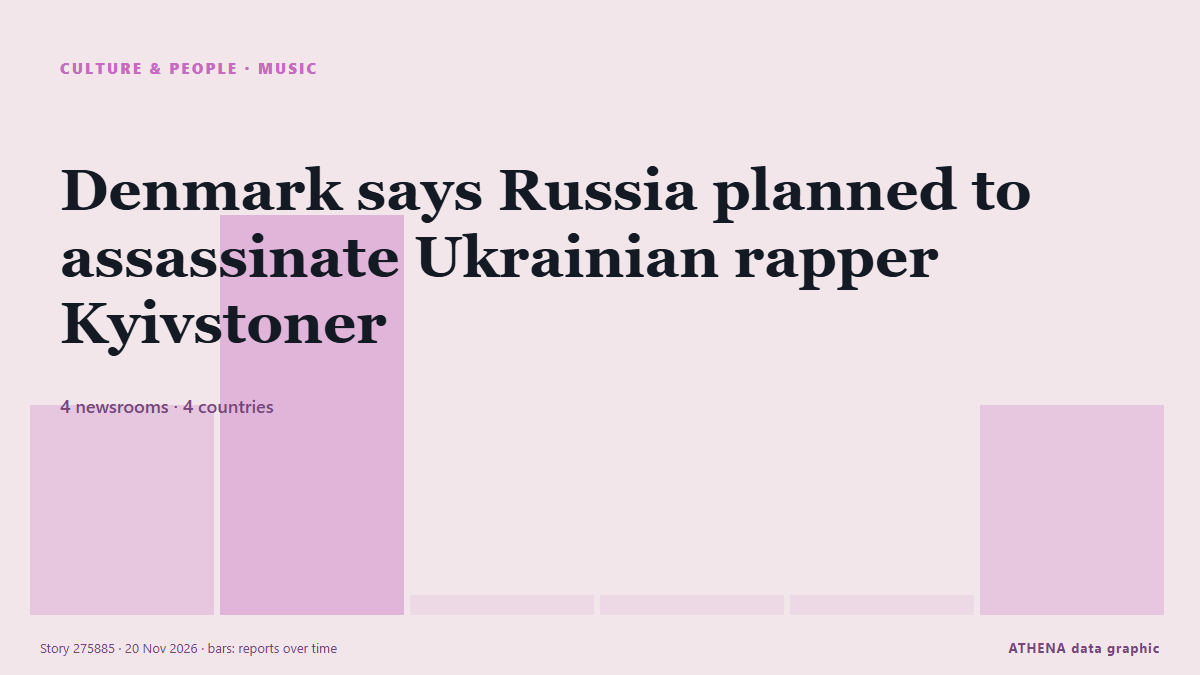 CULTURE & PEOPLE · MUSIC
Denmark says Russia planned to
assassinate Ukrainian rapper
Kyivstoner
4 newsrooms · 4 countries
Story 275885 · 20 Nov 2026 · bars: reports over time
ATHENA data graphic